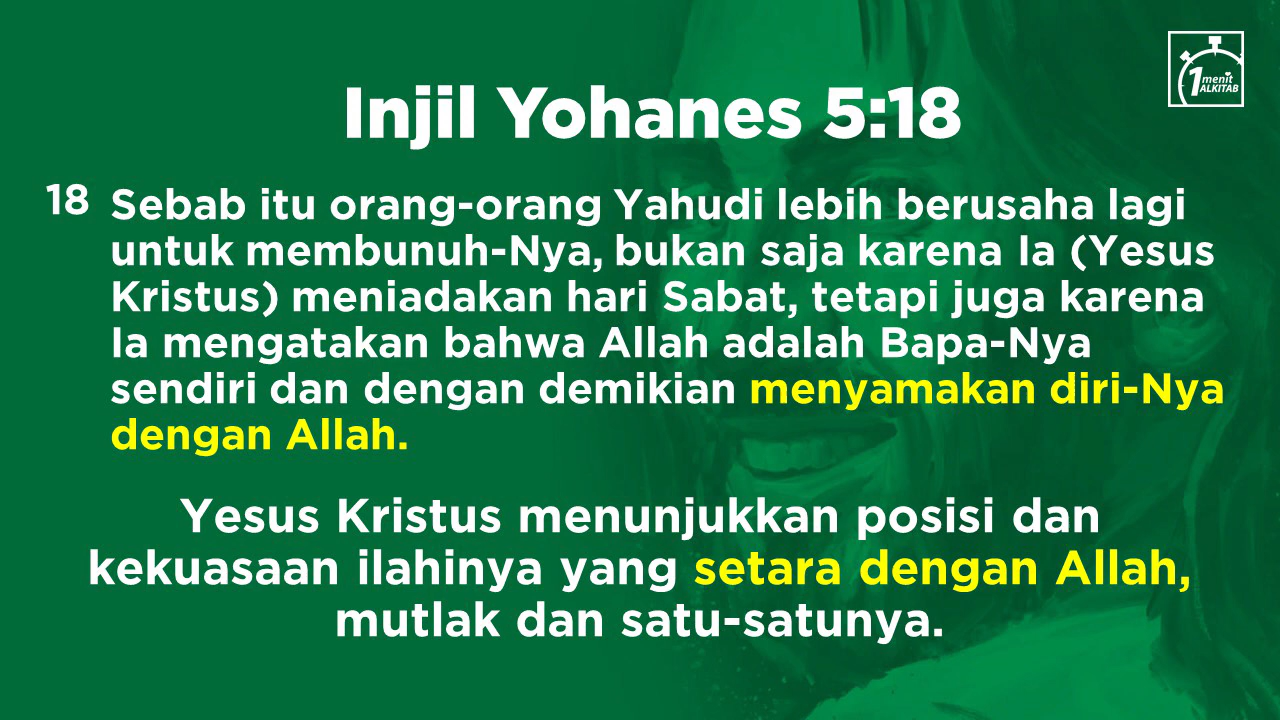 1 menit
ALKITAB
Injil Yohanes 5:18
18 Sebab itu orang-orang Yahudi lebih berusaha lagi
untuk membunuh-Nya, bukan saja karena Ia (Yesus
Kristus) meniadakan hari Sabat, tetapi juga karena
Ia mengatakan bahwa Allah adalah Bapa-Nya
sendiri dan dengan demikian menyamakan diri-Nya
dengan Allah.
Yesus Kristus menunjukkan posisi dan
kekuasaan ilahinya yang setara dengan Allah,
mutlak dan satu-satunya.